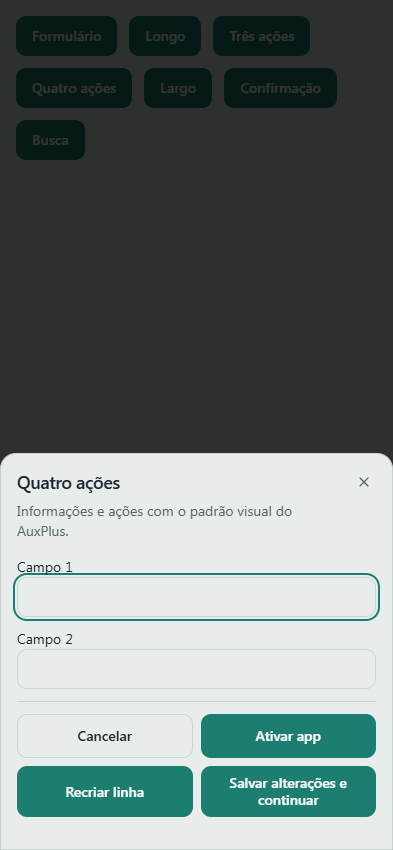 Formulário Longo Três ações
Quatro ações Largo Confirmação
Busca
Quatro ações
Informações e ações com o padrão visual do
AuxPlus.
Campo 1
Campo 2
Cancelar Ativar app
Recriar linha Salvar alterações e
continuar